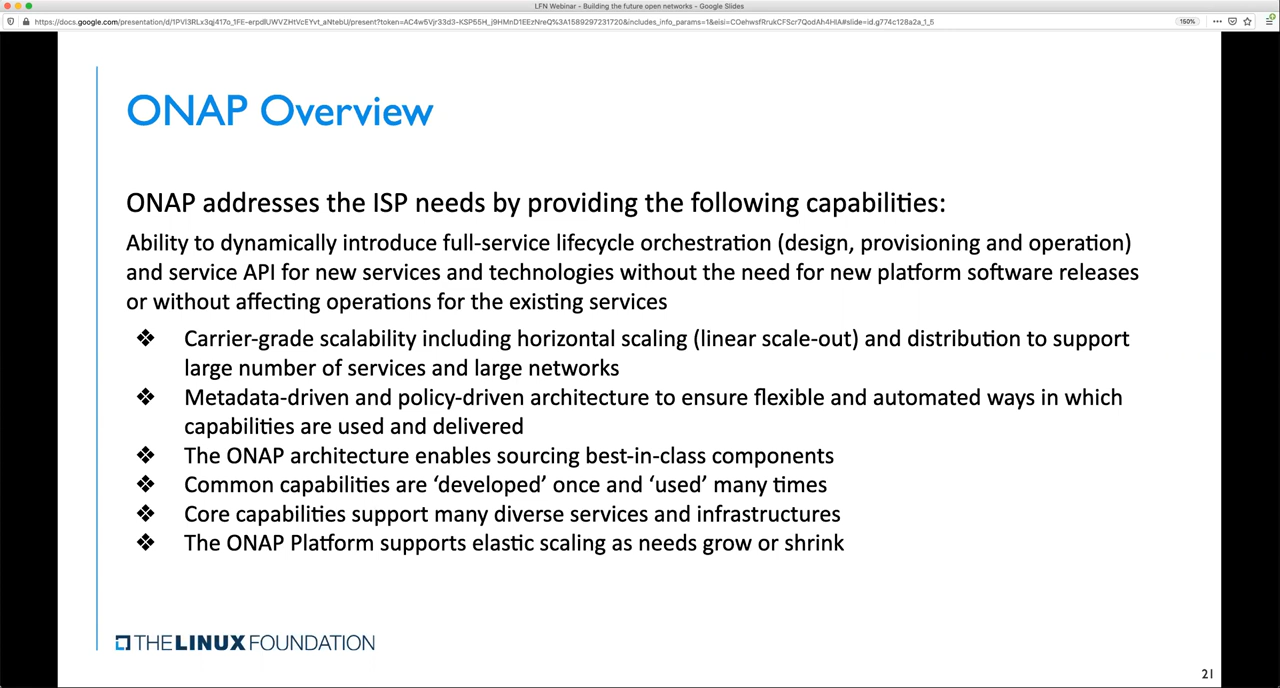 LFN Webinar - Building the future open networks - Google Slides
150%
ONAP Overview
ONAP addresses the ISP needs by providing the following capabilities:
Ability to dynamically introduce full-service lifecycle orchestration (design, provisioning and operation)
and service API for new services and technologies without the need for new platform software releases
or without affecting operations for the existing services
❖ Carrier-grade scalability including horizontal scaling (linear scale-out) and distribution to support
large number of services and large networks
❖ Metadata-driven and policy-driven architecture to ensure flexible and automated ways in which
capabilities are used and delivered
❖ The ONAP architecture enables sourcing best-in-class components
❖ Common capabilities are ‘developed’ once and ‘used’ many times
❖ Core capabilities support many diverse services and infrastructures
❖ The ONAP Platform supports elastic scaling as needs grow or shrink
THE LINUX FOUNDATION
21